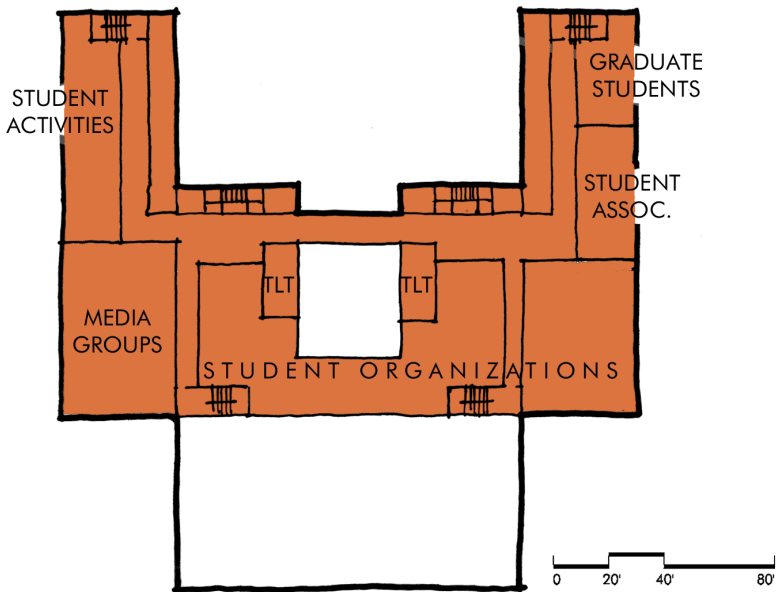 GRADUATE
STUDENTS
STUDENT
ACTIVITIES
STUDENT
ASSOC.
TLT
TLT
MEDIA
GROUPS
STUDENT ORGANIZATIONS
0 20' 40' 80'